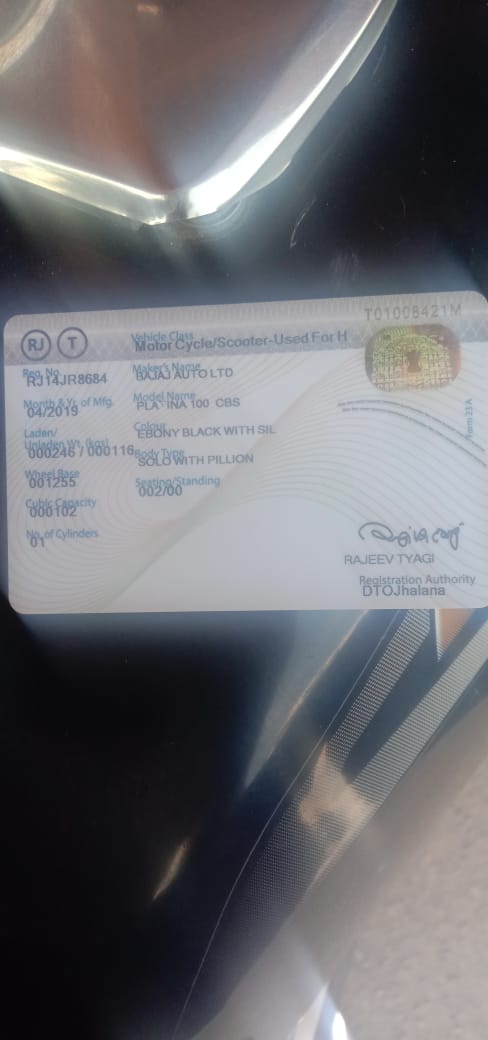 T01008421M
RJ T
Vehicle Class
Motor Cycle/Scooter-Used For H
Reg. No.
RJ14JR8684
Maker's Name
BAJAJ AUTO LTD
Month & Yr. of Mfg.
04/2019
Model Name
PLA INA 100 CBS
Colour
EBONY BLACK WITH SIL
Laden/
Unladen Wt. (kgs)
000246 / 000116
Body Type
SOLO WITH PILLION
Wheel Base
001255
Seating/Standing
002/00
Cubic Capacity
000102
No. of Cylinders
01
Form 23 A
RAJEEV TYAGI
Registration Authority
DTOJhalana